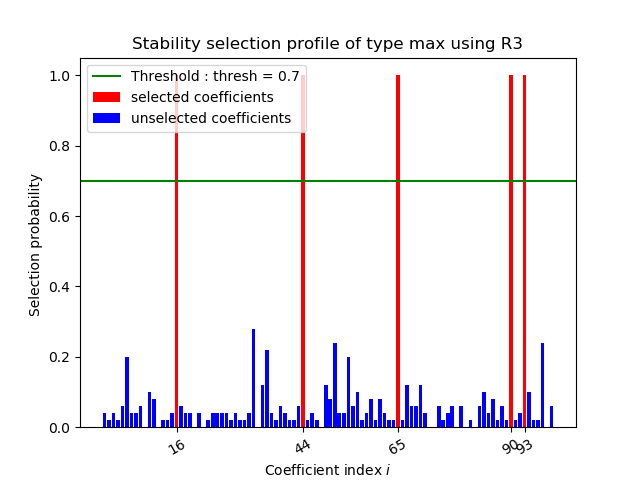 Stability selection profile of type max using R3
Threshold : thresh = 0.7
selected coefficients
unselected coefficients
1.0
0.8
0.6
0.4
0.2
0.0
Selection probability
16
44
65
90
93
Coefficient index i